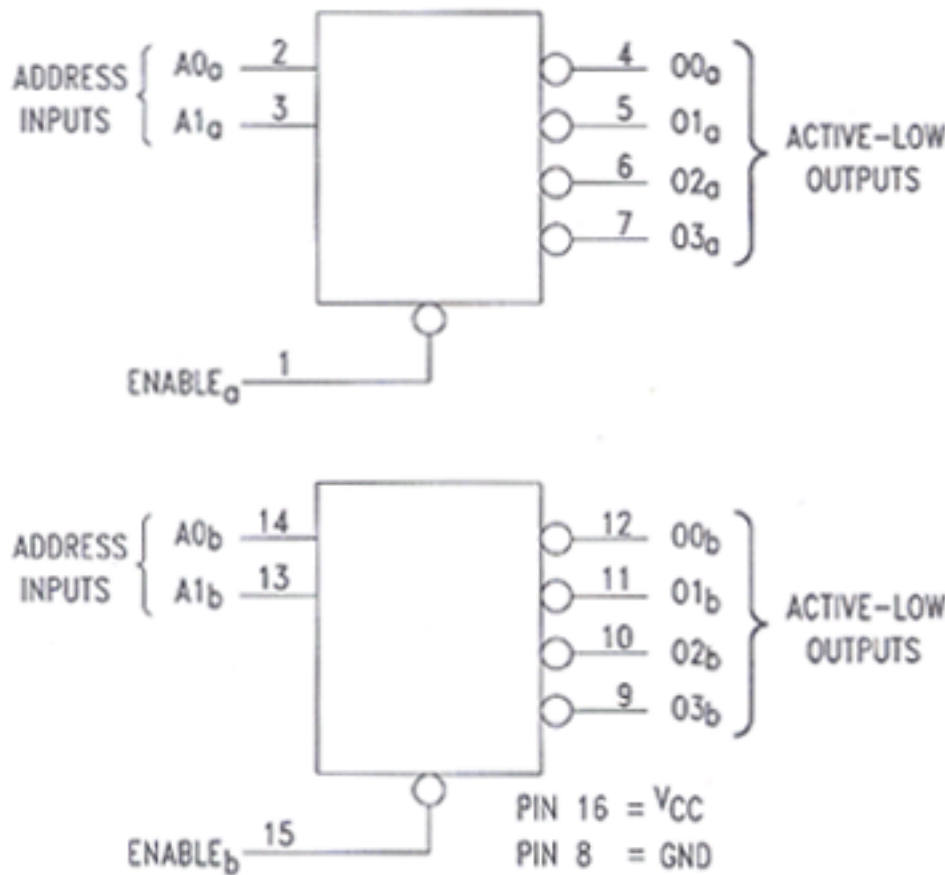 ADDRESS INPUTS
A0a 2
A1a 3
4 O0a
5 O1a
6 O2a
7 O3a
ACTIVE-LOW OUTPUTS
ENABLEa 1
ADDRESS INPUTS
A0b 14
A1b 13
12 O0b
11 O1b
10 O2b
9 O3b
ACTIVE-LOW OUTPUTS
ENABLEb 15
PIN 16 = VCC
PIN 8 = GND